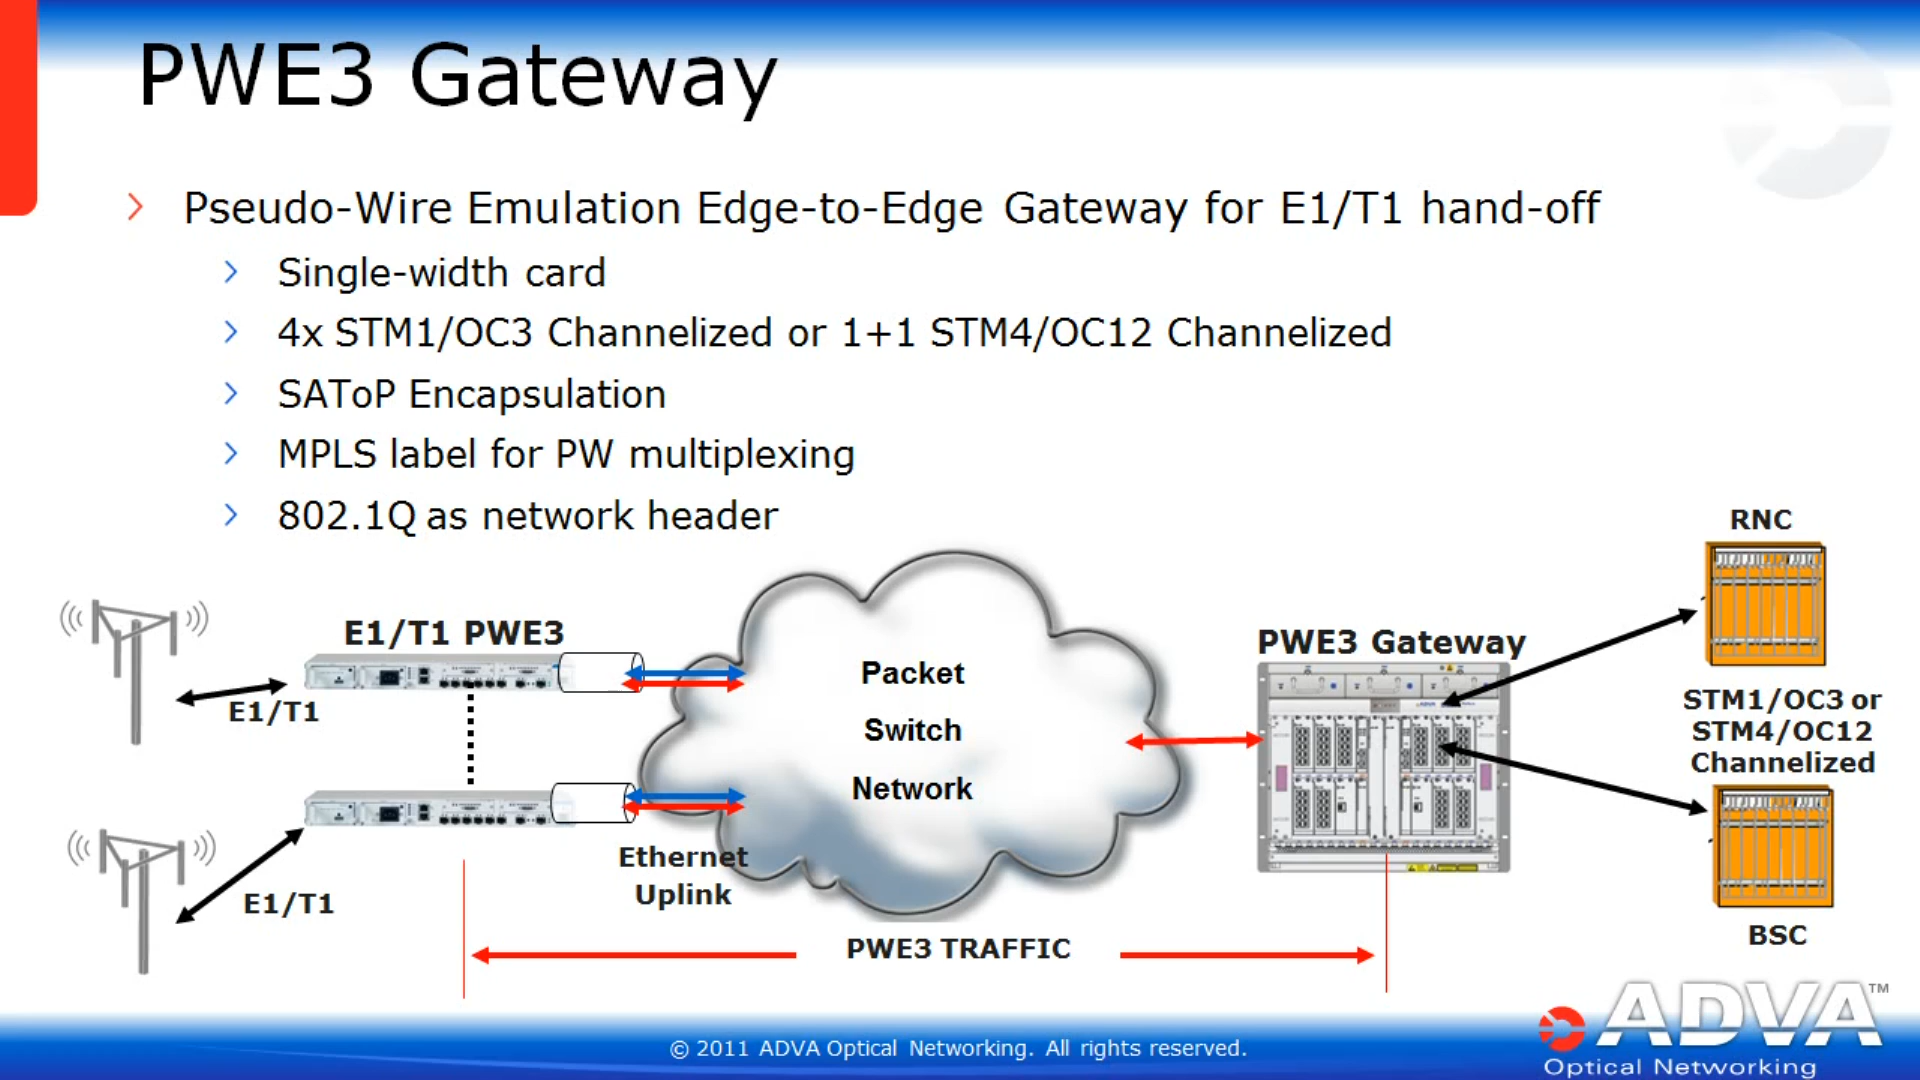 PWE3 Gateway
Pseudo-Wire Emulation Edge-to-Edge Gateway for E1/T1 hand-off
Single-width card
4x STM1/OC3 Channelized or 1+1 STM4/OC12 Channelized
SAToP Encapsulation
MPLS label for PW multiplexing
802.1Q as network header
RNC
E1/T1 PWE3
PWE3 Gateway
Packet
Switch
Network
E1/T1
STM1/OC3 or
STM4/OC12
Channelized
Ethernet
Uplink
E1/T1
BSC
PWE3 TRAFFIC
ADVA™
Optical Networking
© 2011 ADVA Optical Networking. All rights reserved.